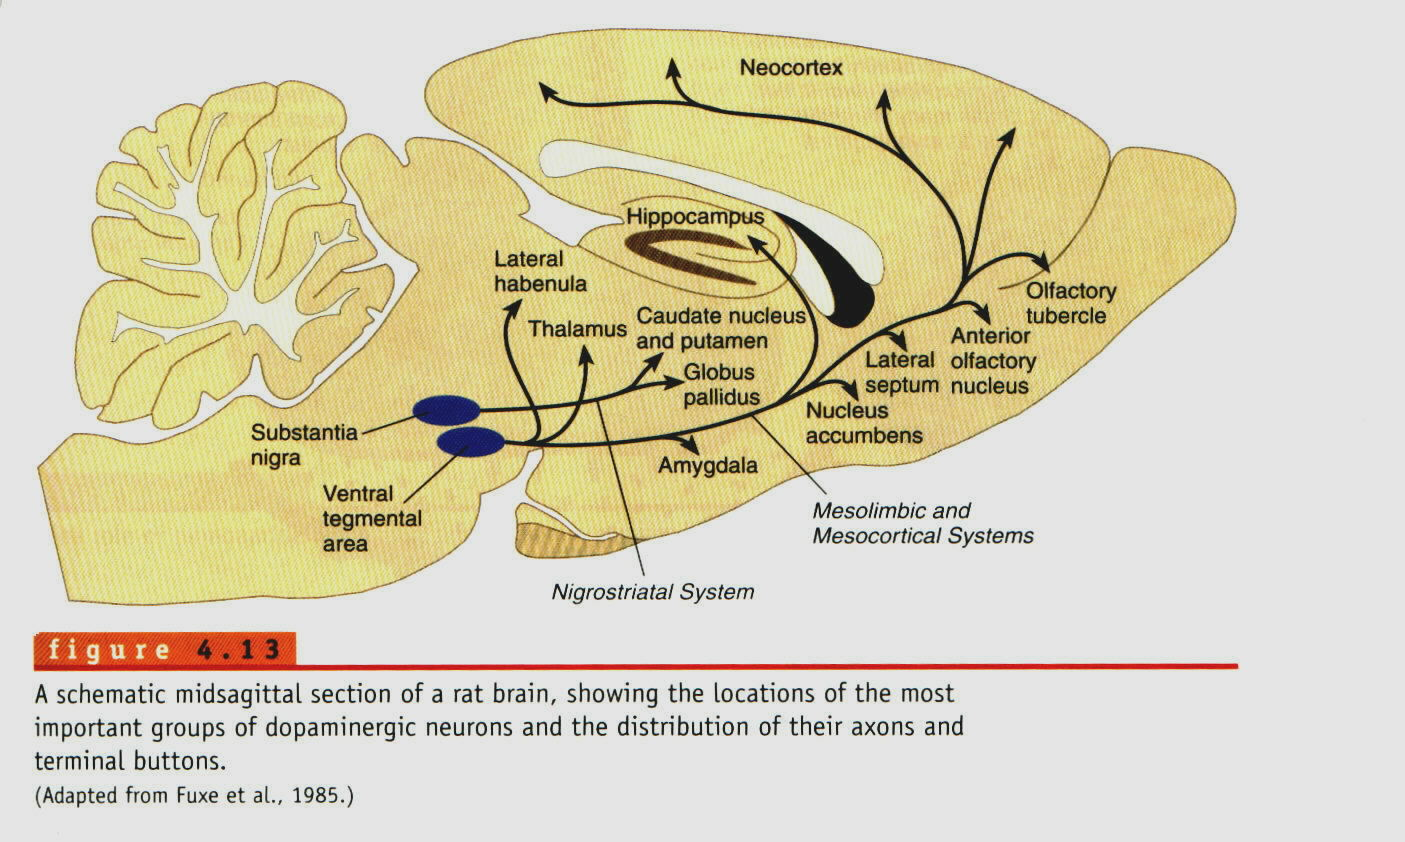 Neocortex
Hippocampus
Lateral
habenula
Thalamus
Caudate nucleus
and putamen
Globus
pallidus
Olfactory
tubercle
Anterior
olfactory
nucleus
Lateral
septum
Nucleus
accumbens
Amygdala
Substantia
nigra
Ventral
tegmental
area
Mesolimbic and
Mesocortical Systems
Nigrostriatal System
figure 4.13
A schematic midsagittal section of a rat brain, showing the locations of the most
important groups of dopaminergic neurons and the distribution of their axons and
terminal buttons.
(Adapted from Fuxe et al., 1985.)